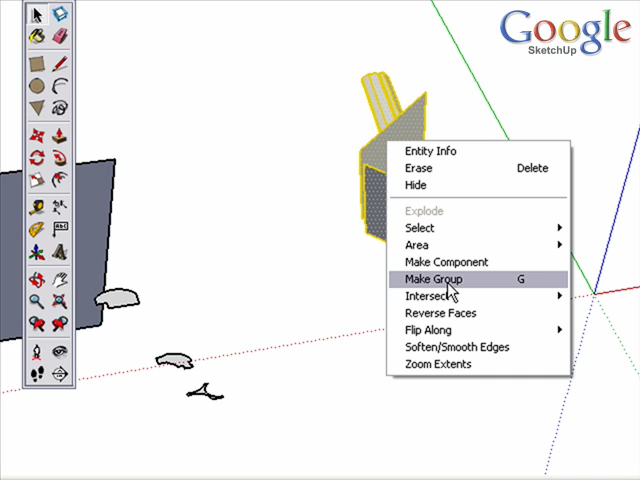 Google
SketchUp
Entity Info
Erase Delete
Hide
Explode
Select
Area
Make Component
Make Group G
Intersect
Reverse Faces
Flip Along
Soften/Smooth Edges
Zoom Extents